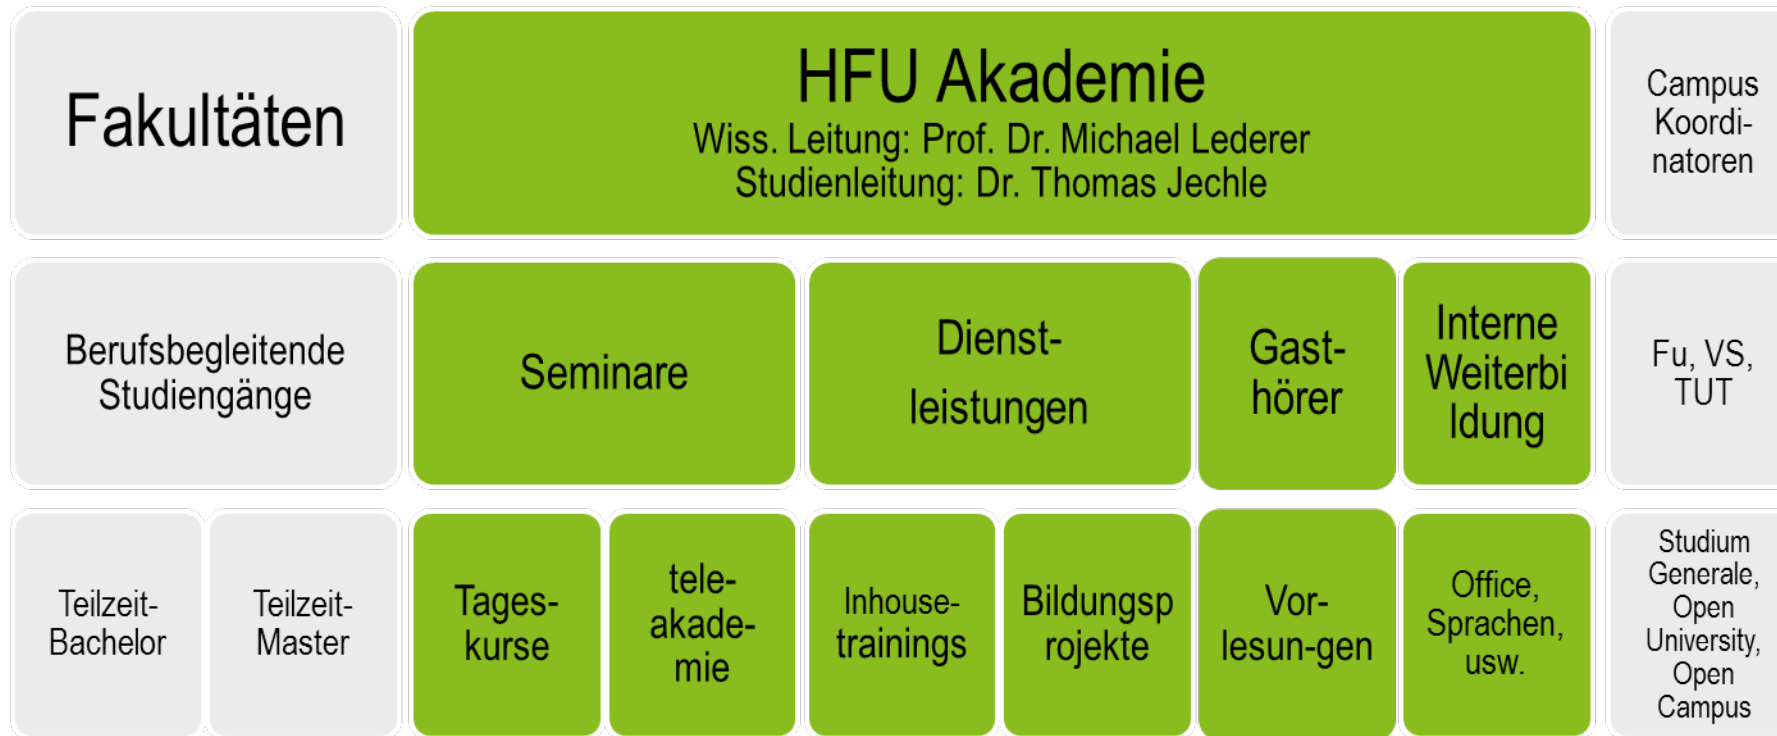 Fakultäten
HFU Akademie
Wiss. Leitung: Prof. Dr. Michael Lederer
Studienleitung: Dr. Thomas Jechle
Campus
Koordi-
natoren
Berufsbegleitende
Studiengänge
Seminare
Dienst-
leistungen
Gast-
hörer
Interne
Weiterbi
ldung
Fu, VS,
TUT
Teilzeit-
Bachelor
Teilzeit-
Master
Tages-
kurse
tele-
akade-
mie
Inhouse-
trainings
Bildungsp
rojekte
Vor-
lesun-gen
Office,
Sprachen,
usw.
Studium
Generale,
Open
University,
Open
Campus